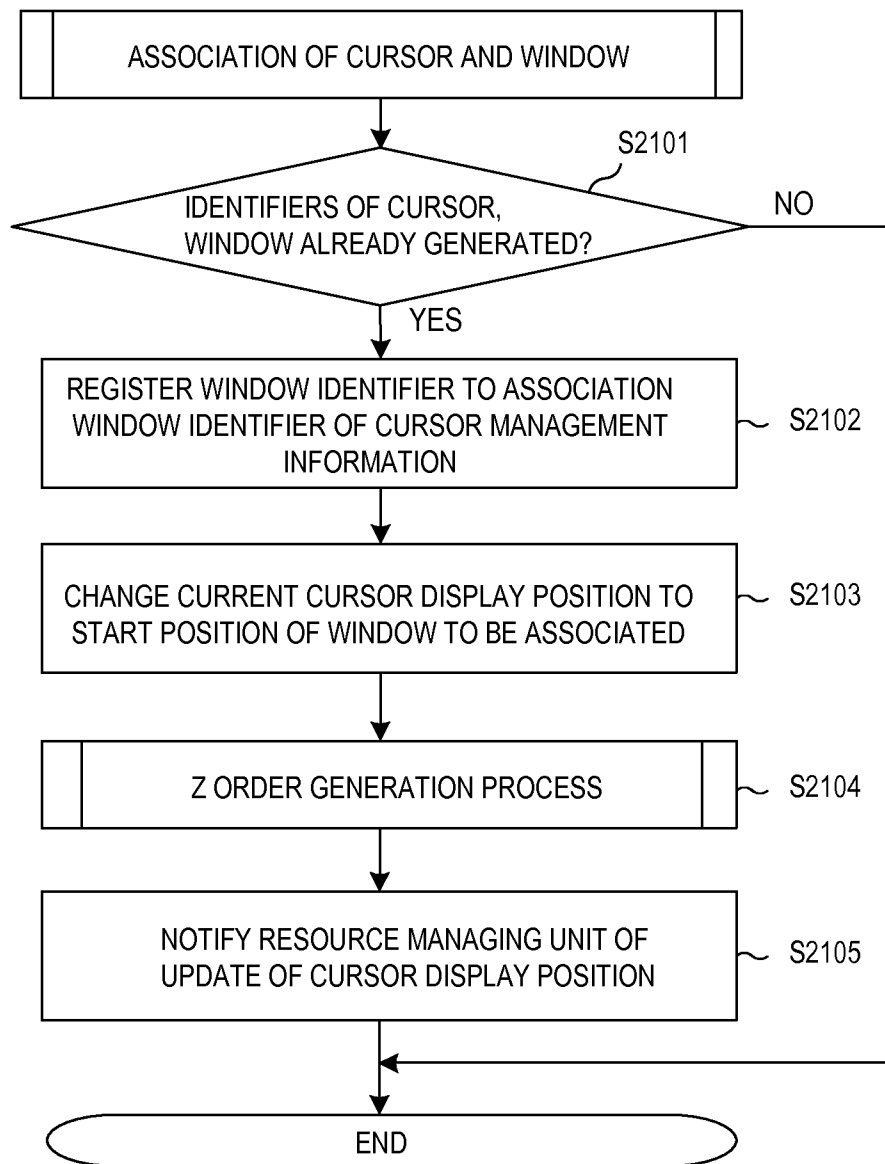 ASSOCIATION OF CURSOR AND WINDOW
S2101
IDENTIFIERS OF CURSOR,
WINDOW ALREADY GENERATED?
NO
YES
REGISTER WINDOW IDENTIFIER TO ASSOCIATION
WINDOW IDENTIFIER OF CURSOR MANAGEMENT
INFORMATION
S2102
CHANGE CURRENT CURSOR DISPLAY POSITION TO
START POSITION OF WINDOW TO BE ASSOCIATED
S2103
Z ORDER GENERATION PROCESS
S2104
NOTIFY RESOURCE MANAGING UNIT OF
UPDATE OF CURSOR DISPLAY POSITION
S2105
END